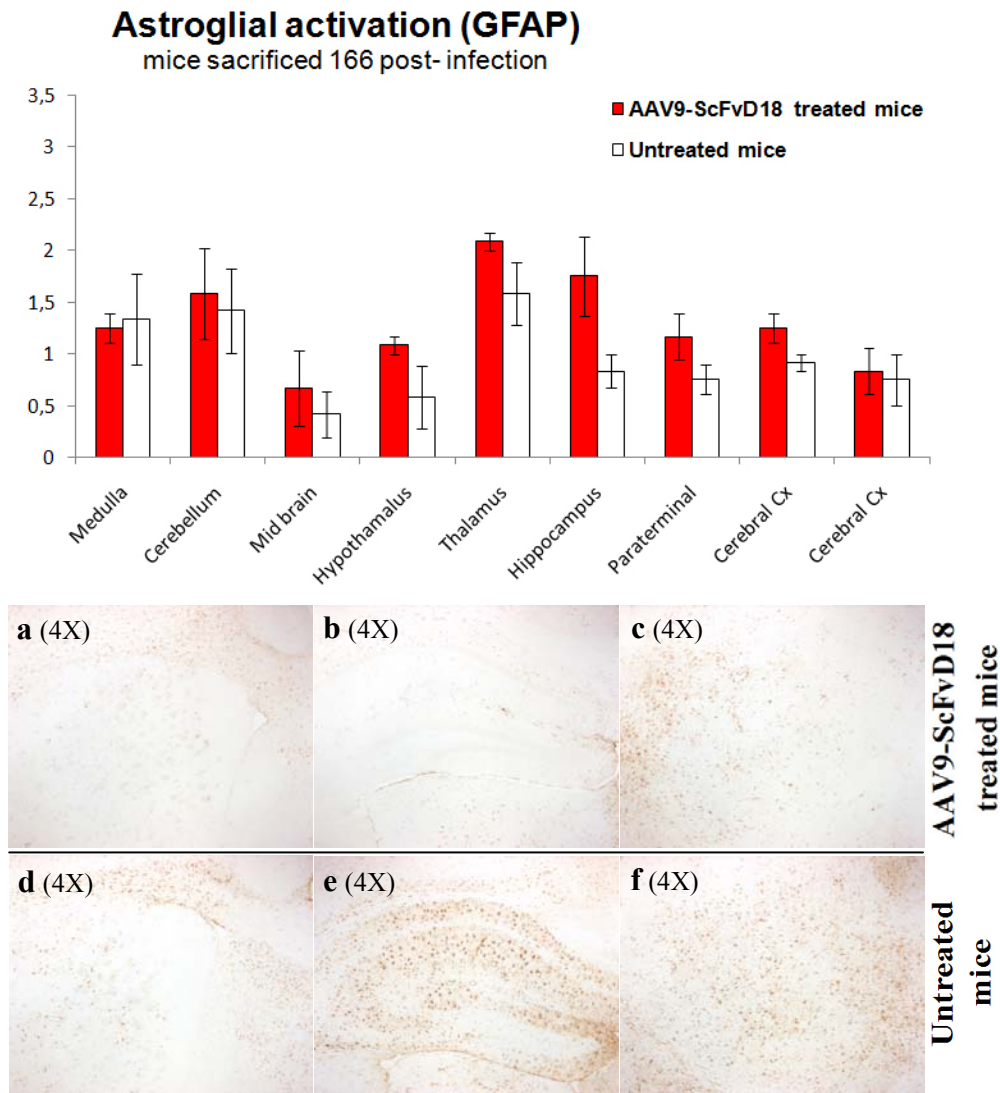 Astroglial activation (GFAP)
mice sacrificed 166 post- infection
3,5
3
2,5
2
1,5
1
0,5
0
AAV9-ScFvD18 treated mice
Untreated mice
Medulla
Cerebellum
Mid brain
Hypothamalus
Thalamus
Hippocampus
Paraterminal
Cerebral Cx
Cerebral Cx
a (4X)
b (4X)
c (4X)
AAV9-ScFvD18
treated mice
d (4X)
e (4X)
f (4X)
Untreated
mice